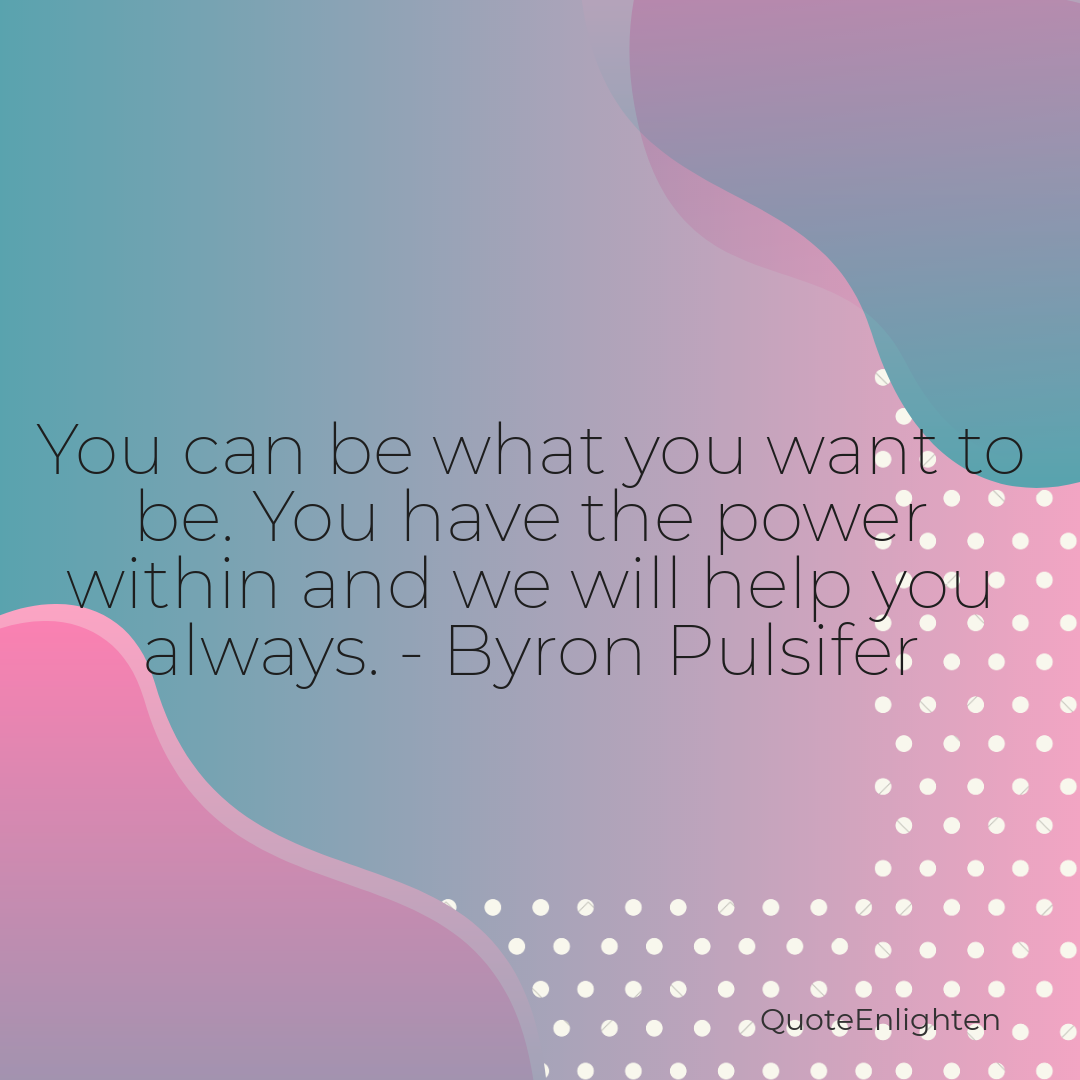 You can be what you want to
be. You have the power
within and we will help you
always. - Byron Pulsifer
QuoteEnlighten